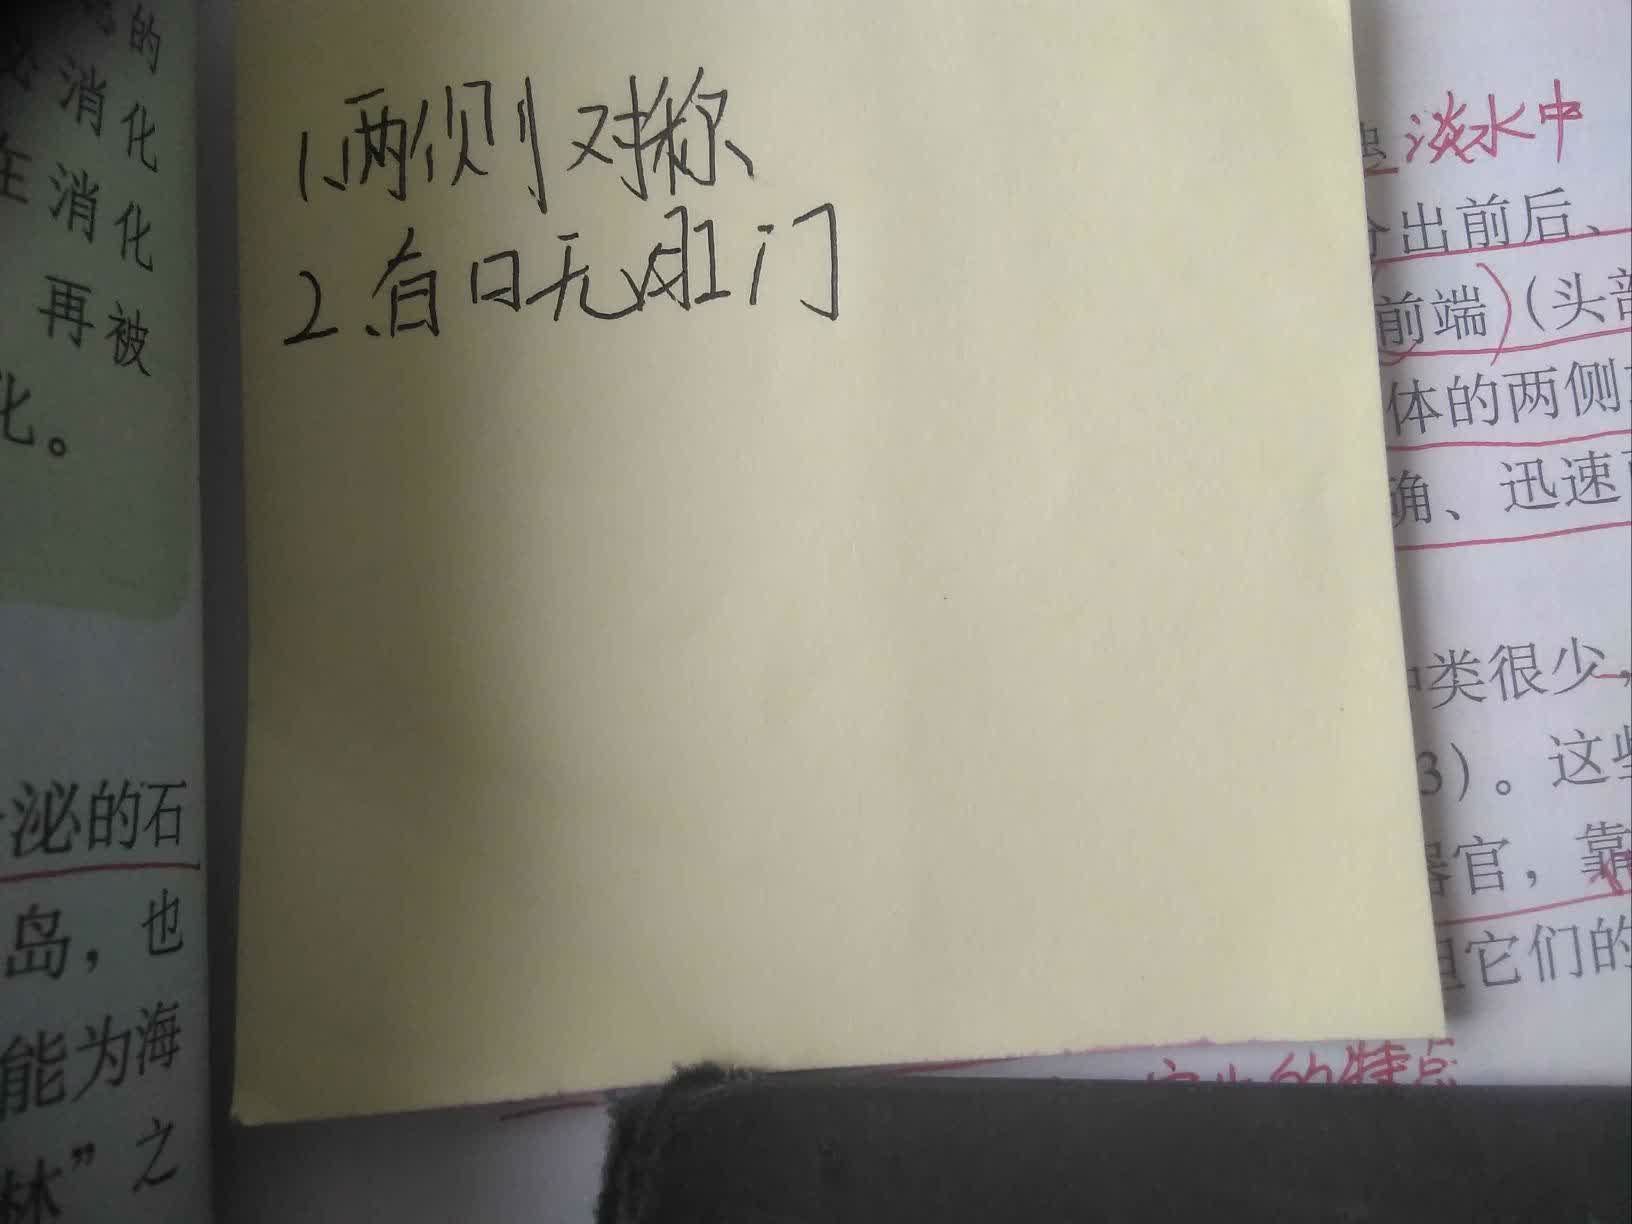 的
消化
在消化
再被
化。
泌的石
岛，也
能为海
林”之
1.两侧对称
2.有口无肛门
淡水中
出前后、
前端)(头部
体的两侧
确、迅速
类很少，
3）。这些
器官，靠
但它们的
的特点